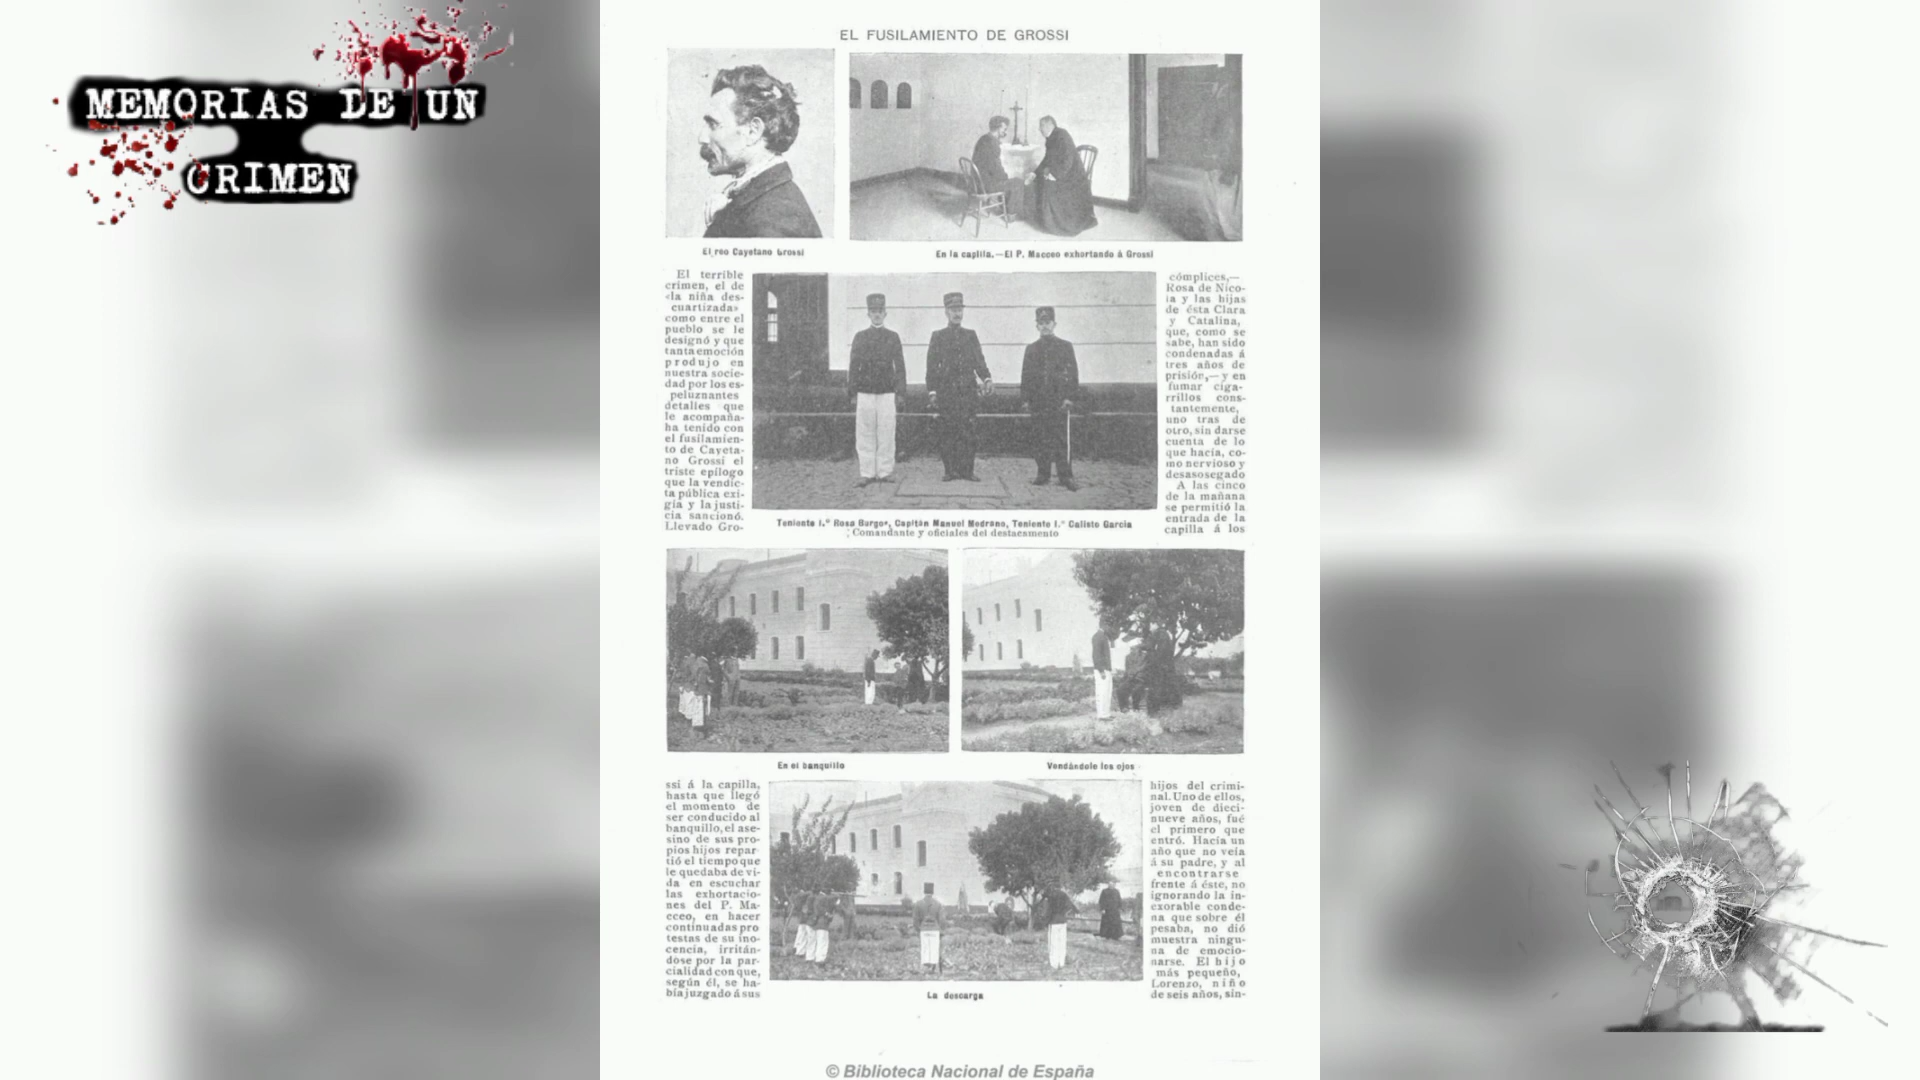 MEMORIAS DE UN
CRIMEN
EL FUSILAMIENTO DE GROSSI
El reo Cayetano Grossi
En la capilla.—El P. Macceo exhortando á Grossi
El terrible
crimen, el de
«la niña des-
cuartizada»
como entre el
pueblo se le
designó y que
tanta emoción
produjo en
nuestra socie-
dad por los es-
peluznantes
detalles que
le acompaña-
ha tenido con
el fusilamien-
to de Cayeta-
no Grossi el
triste epílogo
que la vendic-
ta pública exi-
gía y la justi-
cia sancionó.
Llevado Gro-
Teniente 1.º Rosa Burgos, Capitán Manuel Medrano, Teniente 1.º Calisto García
Comandante y oficiales del destacamento
En el banquillo
Vendándole los ojos
ssi á la capilla,
hasta que llegó
el momento de
ser conducido al
banquillo, el ase-
sino de sus pro-
pios hijos repar-
tió el tiempo que
le quedaba de vi-
da en escuchar
las exhortacio-
nes del P. Ma-
cceo, en hacer
continuadas pro
testas de su ino-
cencia, irritán-
dose por la par-
cialidad con que,
según él, se ha-
bía juzgado á sus
La descarga
cómplices,—
Rosa de Nico-
la y las hijas
de ésta Clara
y Catalina,
que, como se
sabe, han sido
condenadas á
tres años de
prisión,—y en
fumar ciga-
rrillos cons-
tantemente,
uno tras de
otro, sin darse
cuenta de lo
que hacía, co-
mo nervioso y
desasosegado
A las cinco
de la mañana
se permitió la
entrada de la
capilla á los
hijos del crimi-
nal. Uno de ellos,
joven de dieci-
nueve años, fué
el primero que
entró. Hacía un
año que no veía
á su padre, y al
encontrarse
frente á éste, no
ignorando la in-
exorable conde-
na que sobre él
pesaba, no dió
muestra ningu-
na de emocio-
narse. El hijo
más pequeño,
Lorenzo, niño
de seis años, sin-
© Biblioteca Nacional de España